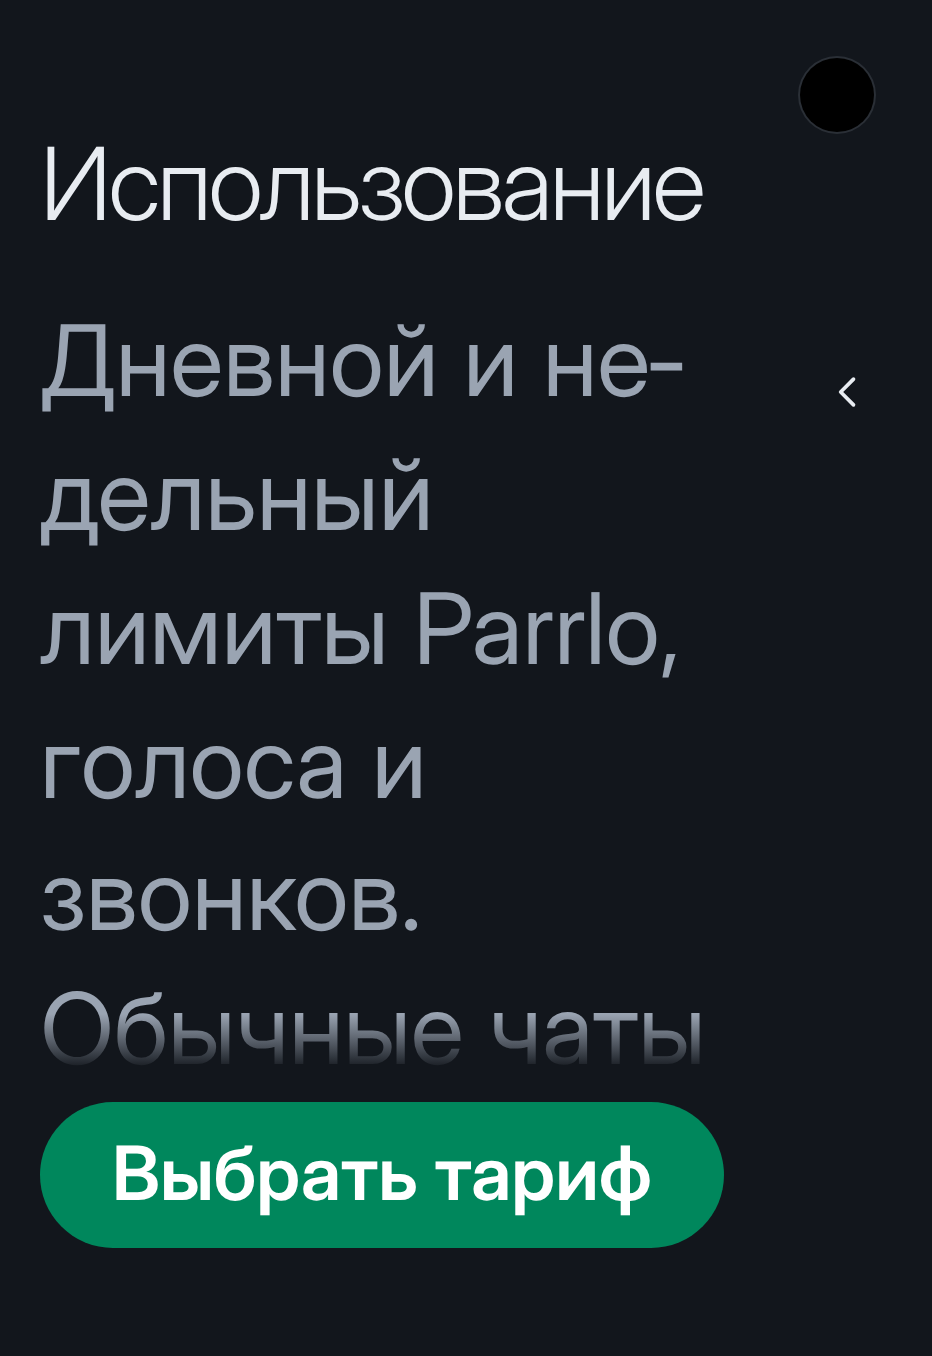 Использование
Дневной и не-
дельный
лимиты Parrlo,
голоса и
звонков.
Обычные чаты
Выбрать тариф